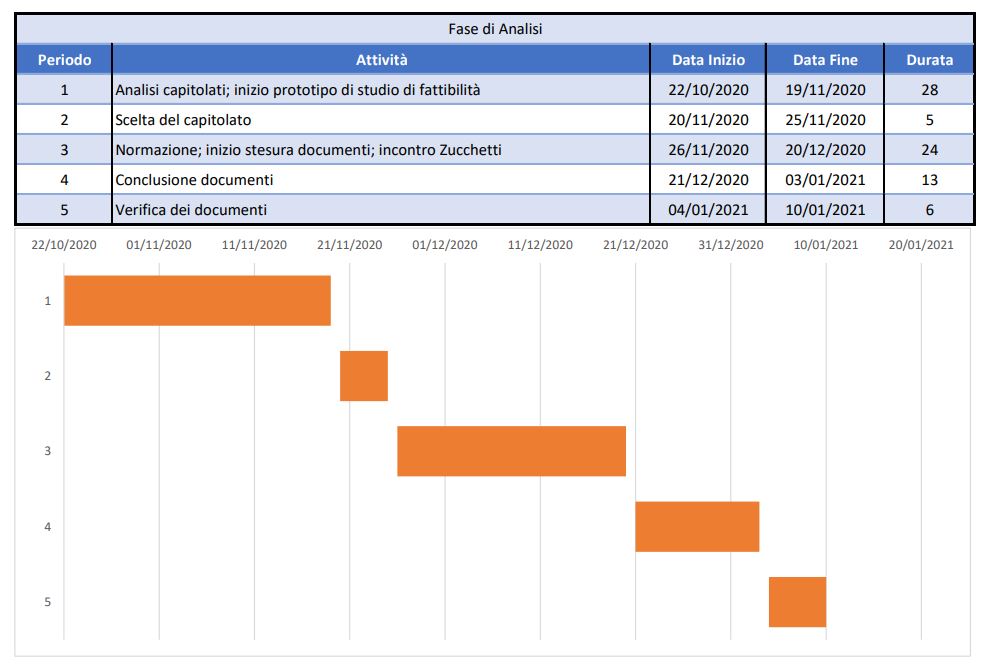 Fase di Analisi
Periodo Attività Data Inizio Data Fine Durata
1 Analisi capitolati; inizio prototipo di studio di fattibilità 22/10/2020 19/11/2020 28
2 Scelta del capitolato 20/11/2020 25/11/2020 5
3 Normazione; inizio stesura documenti; incontro Zucchetti 26/11/2020 20/12/2020 24
4 Conclusione documenti 21/12/2020 03/01/2021 13
5 Verifica dei documenti 04/01/2021 10/01/2021 6
22/10/2020 01/11/2020 11/11/2020 21/11/2020 01/12/2020 11/12/2020 21/12/2020 31/12/2020 10/01/2021 20/01/2021
1
2
3
4
5